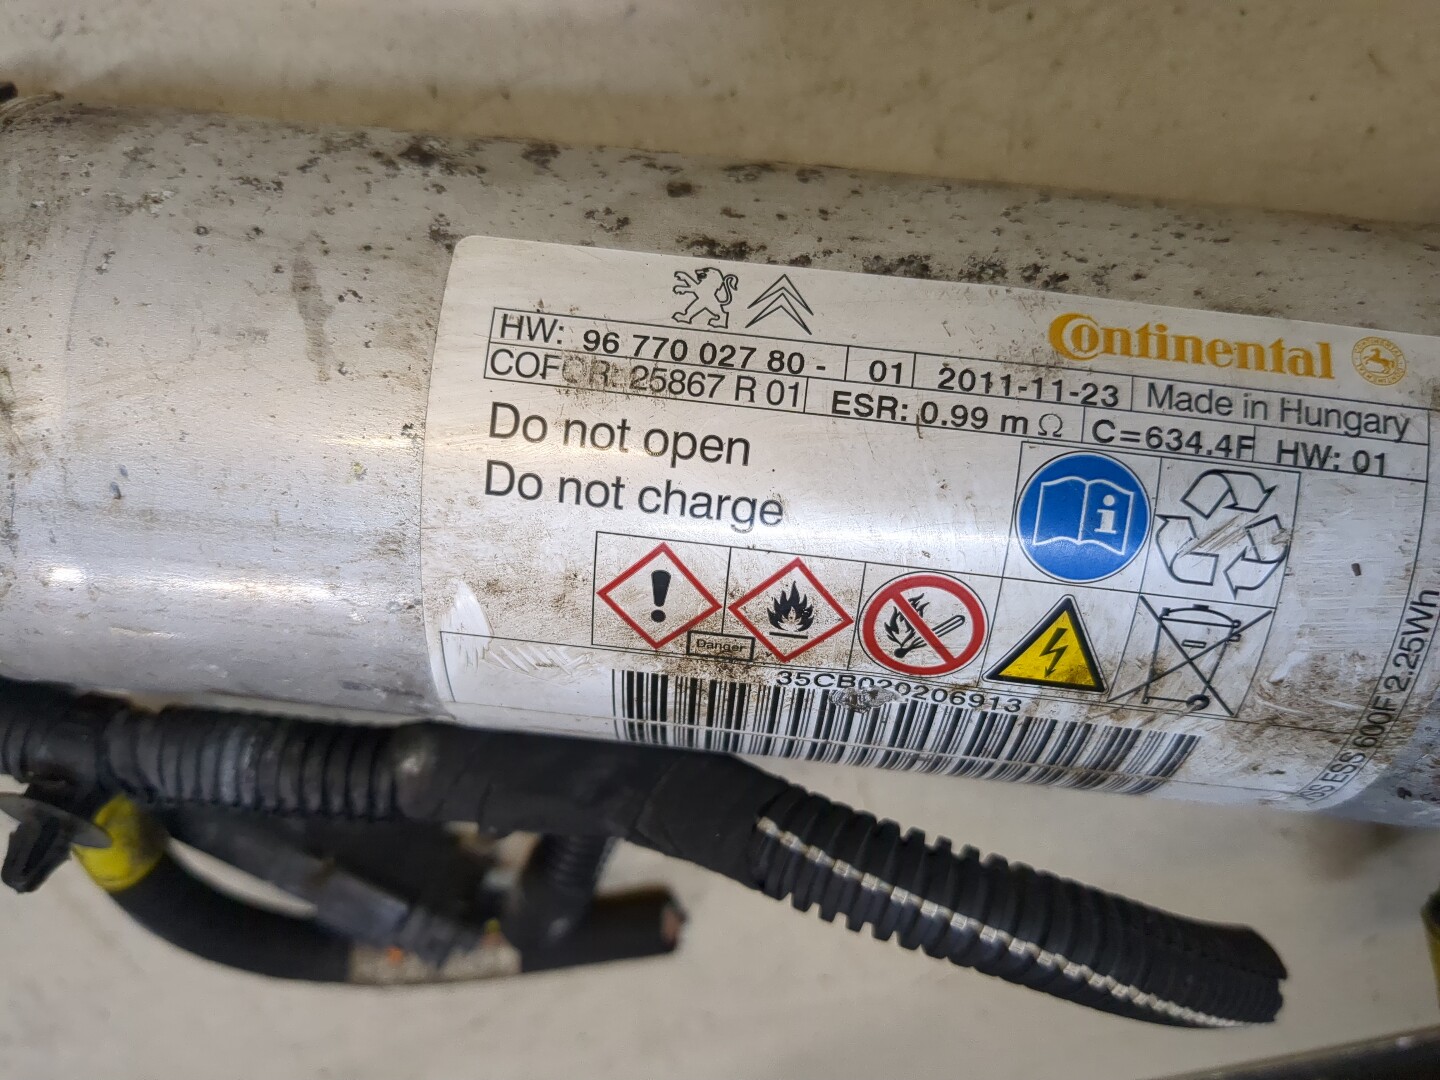 Continental
HW: 96 770 027 80 - 01 2011-11-23 Made in Hungary
COFOR: 25867 R 01 ESR: 0.99 m Ω C=634.4F HW: 01
Do not open
Do not charge
i
Danger
35CB020206913
ESS 600F 2.25Wh